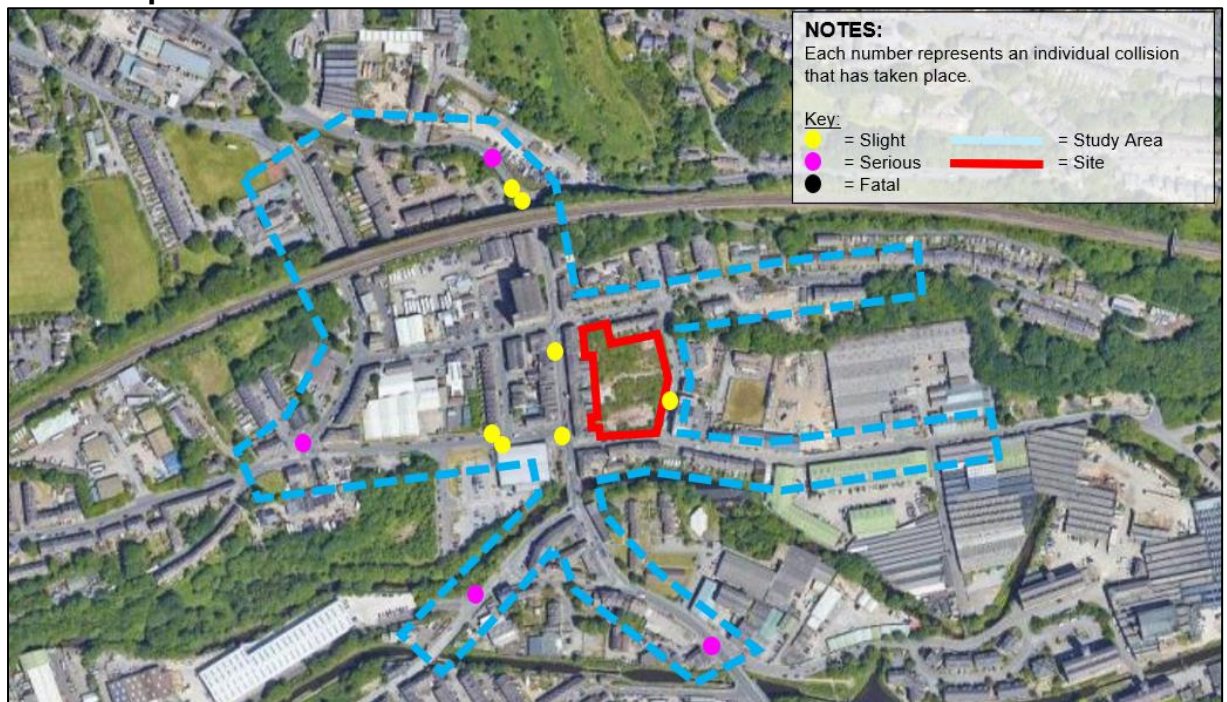 NOTES:
Each number represents an individual collision
that has taken place.
Key:
= Slight = Study Area
= Serious = Site
= Fatal